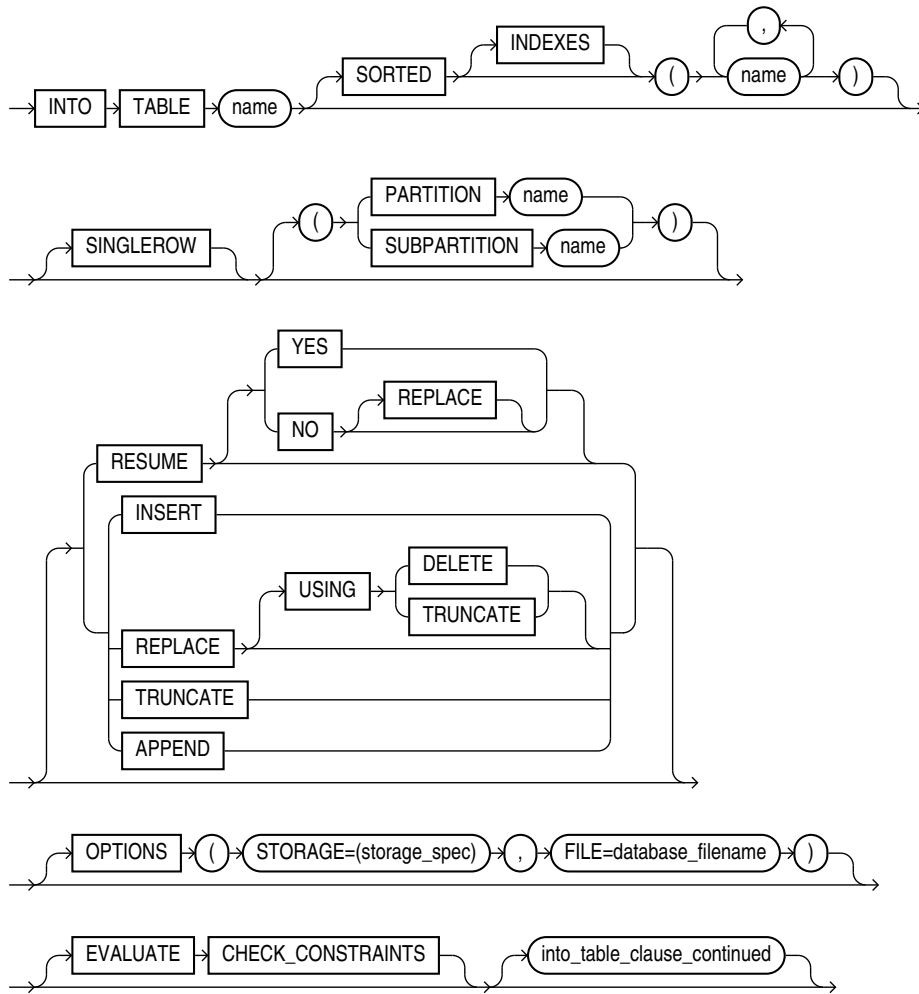 INDEXES ,
SORTED ( name )
INTO TABLE name
PARTITION name
SINGLEROW ( )
SUBPARTITION name
YES
REPLACE
NO
RESUME
INSERT
DELETE
USING
TRUNCATE
REPLACE
TRUNCATE
APPEND
OPTIONS ( STORAGE=(storage_spec) , FILE=database_filename )
EVALUATE CHECK_CONSTRAINTS into_table_clause_continued